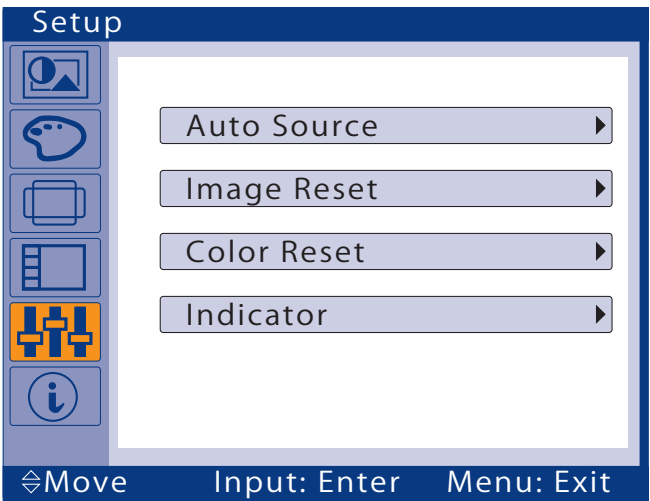 Setup
Auto Source
Image Reset
Color Reset
Indicator
Move Input: Enter Menu: Exit